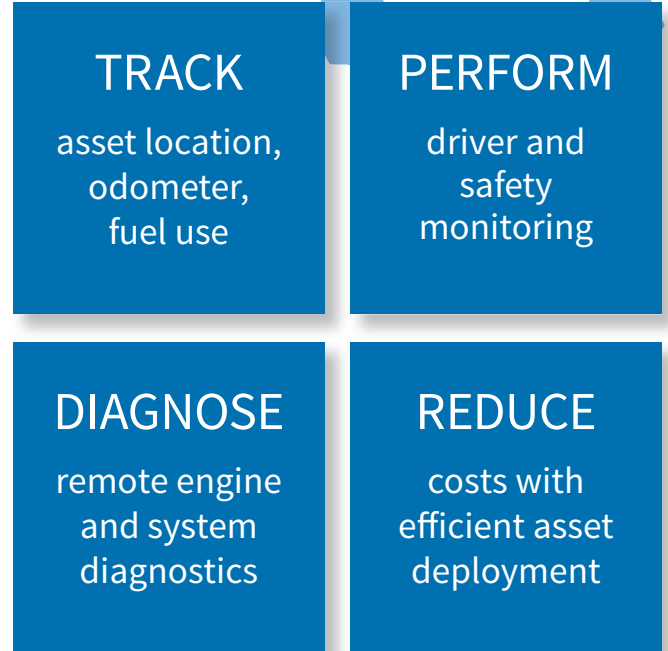 TRACK
asset location,
odometer,
fuel use
PERFORM
driver and
safety
monitoring
DIAGNOSE
remote engine
and system
diagnostics
REDUCE
costs with
efficient asset
deployment